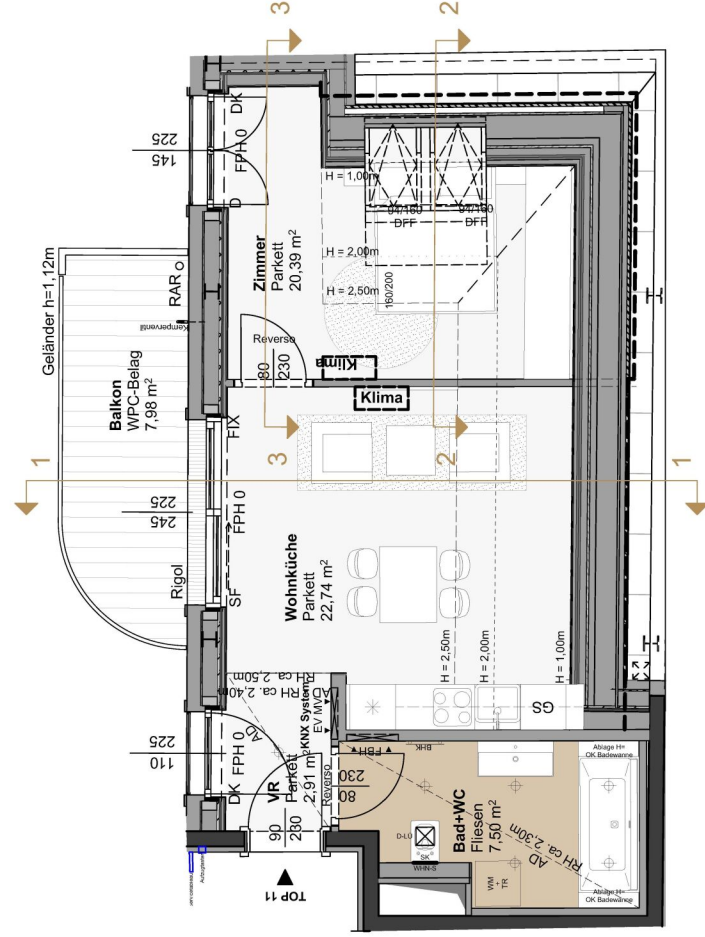 3
2
225
145
DK
FPH 0
D
H = 1,00m
94/160
DFF
94/160
DFF
H = 2,00m
H = 2,50m
160/200
Zimmer
Parkett
20,39 m²
Geländer h=1,12m
RAR
Kemperventil
Balkon
WPC-Belag
7,98 m²
Reverso
80
230
Klima
Klima
3
2
1
1
225
245
FIX
FPH 0
SF
Rigol
Wohnküche
Parkett
22,74 m²
H = 2,50m
H = 2,00m
H = 1,00m
GS
AD RH ca. 2,40m
RH ca. 2,50m
KNX System
EV MV
225
110
AD
FPH 0
DK
VR
Parkett
2,91 m²
Reverso
80
230
FBH
BHK
90
230
TOP 11
D-LÜ
SK
WHN-S
Bad+WC
Fliesen
7,50 m²
AD
RH ca. 2,30m
WM
+
TR
Ablage H=
OK Badewanne
Ablage H=
OK Badewanne